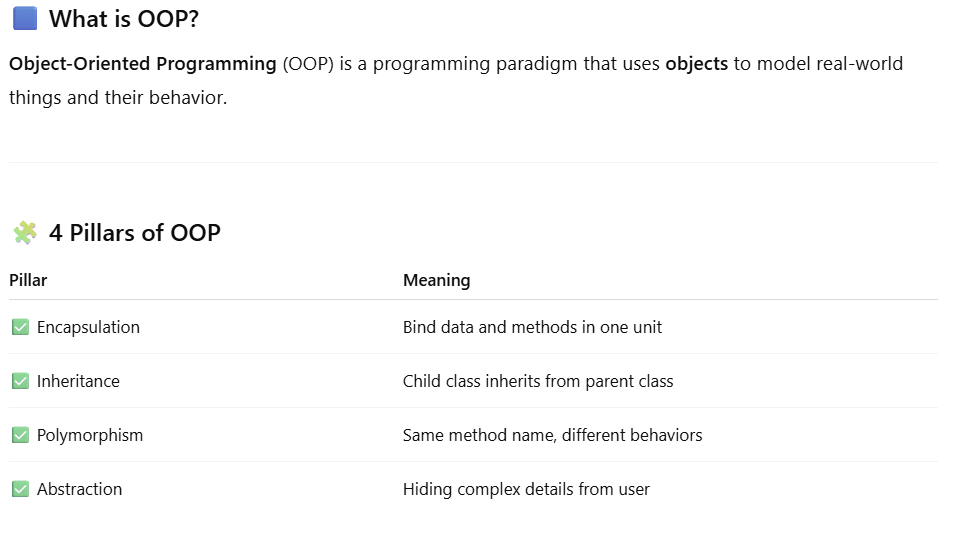 What is OOP?
Object-Oriented Programming (OOP) is a programming paradigm that uses objects to model real-world
things and their behavior.
4 Pillars of OOP
Pillar Meaning
Encapsulation Bind data and methods in one unit
Inheritance Child class inherits from parent class
Polymorphism Same method name, different behaviors
Abstraction Hiding complex details from user